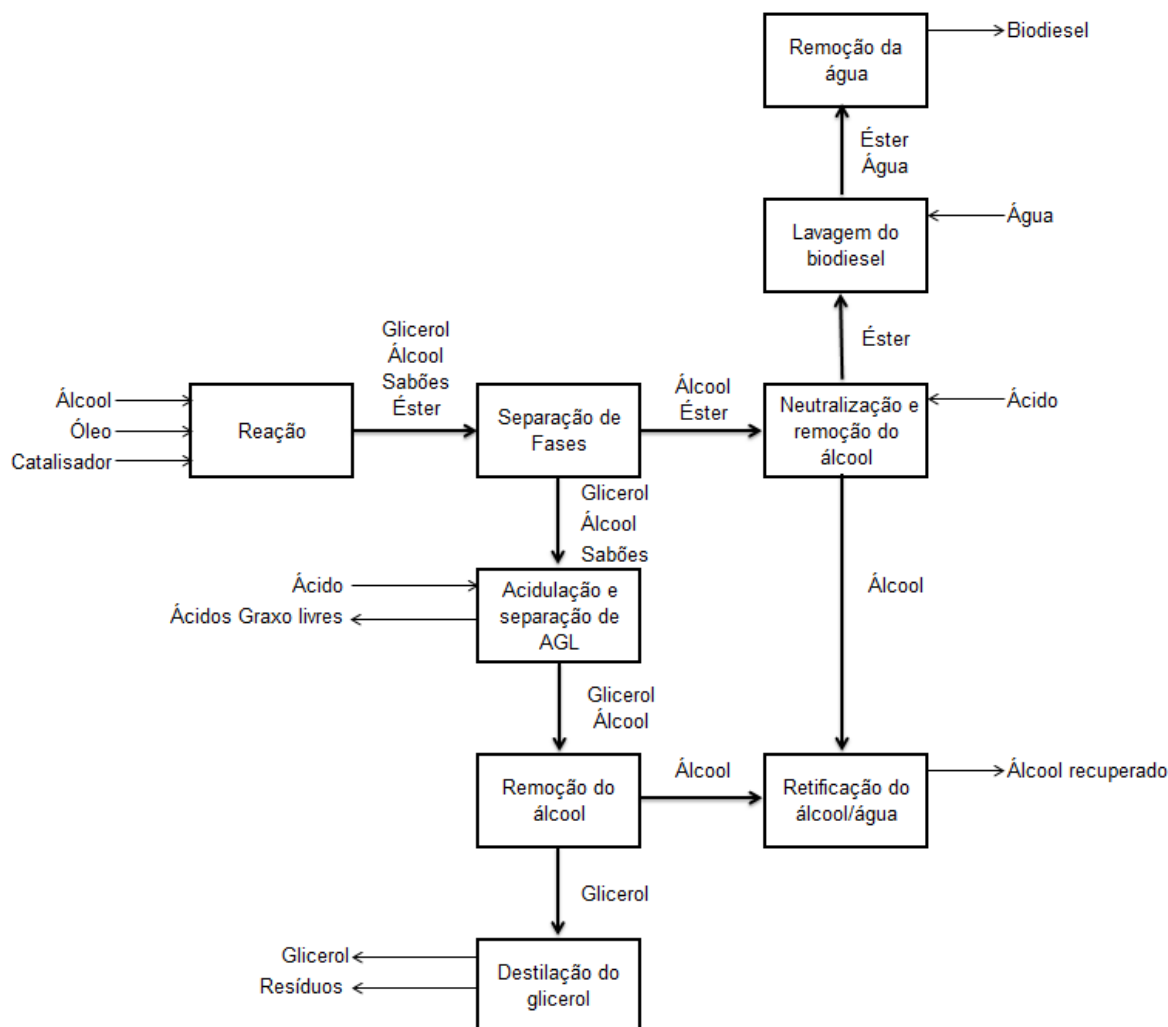 Remoção da
água
Biodiesel
Éster
Água
Lavagem do
biodiesel
Água
Éster
Glicerol
Álcool
Sabões
Éster
Álcool
Óleo
Catalisador
Reação
Separação de
Fases
Álcool
Éster
Neutralização e
remoção do
álcool
Ácido
Glicerol
Álcool
Sabões
Ácido
Ácidos Graxo livres
Acidulação e
separação de
AGL
Álcool
Glicerol
Álcool
Remoção do
álcool
Álcool
Retificação do
álcool/água
Álcool recuperado
Glicerol
Glicerol
Resíduos
Destilação do
glicerol